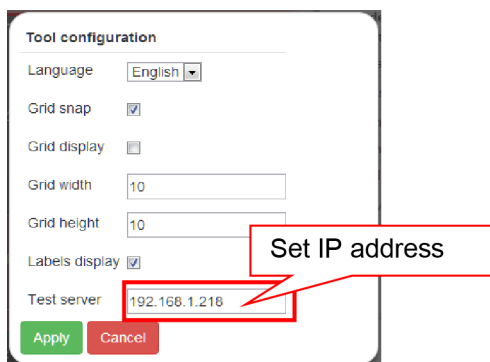 Tool configuration
Language English
Grid snap
Grid display
Grid width 10
Grid height 10
Set IP address
Labels display
Test server 192.168.1.218
Apply Cancel